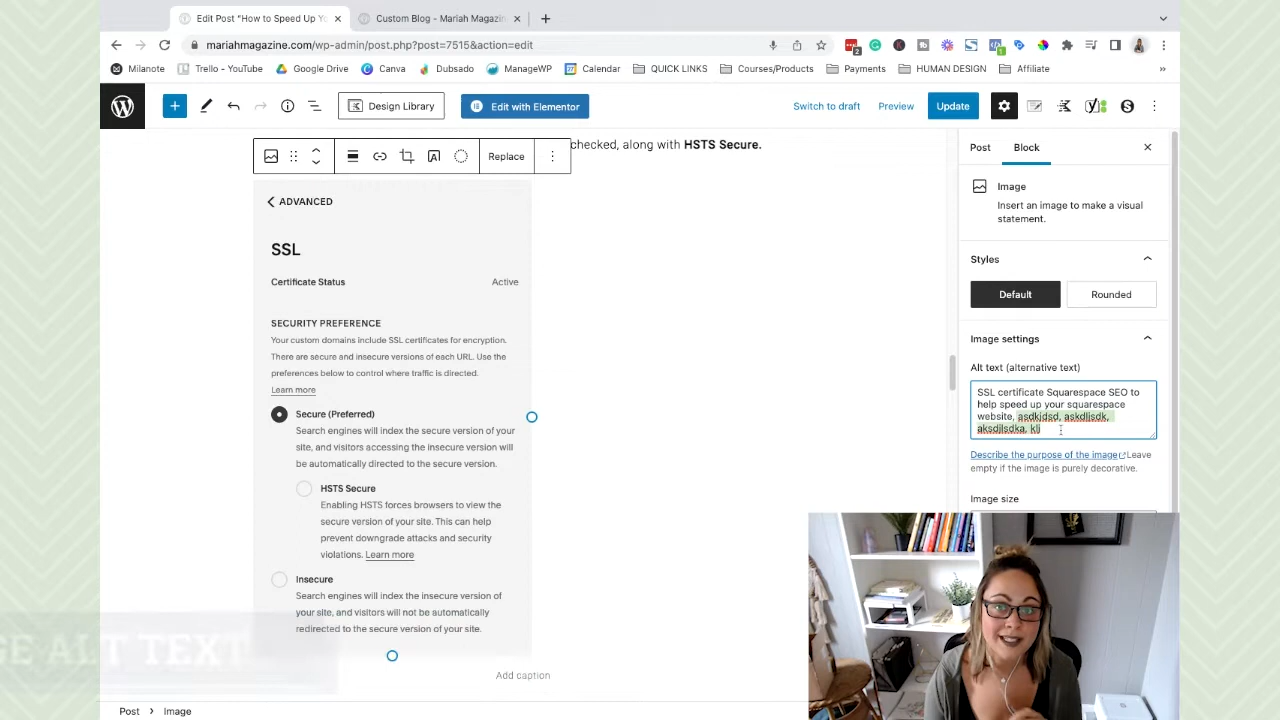 Edit Post "How to Speed Up Yo
Custom Blog - Mariah Magazin
mariahmagazine.com/wp-admin/post.php?post=7515&action=edit
Milanote
Trello - YouTube
Google Drive
Canva
Dubsado
ManageWP
Calendar
QUICK LINKS
Courses/Products
Payments
HUMAN DESIGN
Affiliate
Design Library
Edit with Elementor
Switch to draft
Preview
Update
checked, along with HSTS Secure.
Replace
ADVANCED
SSL
Certificate Status
Active
SECURITY PREFERENCE
Your custom domains include SSL certificates for encryption.
There are secure and insecure versions of each URL. Use the
preferences below to control where traffic is directed.
Learn more
Secure (Preferred)
Search engines will index the secure version of your
site, and visitors accessing the insecure version will
be automatically directed to the secure version.
HSTS Secure
Enabling HSTS forces browsers to view the
secure version of your site. This can help
prevent downgrade attacks and security
violations. Learn more
Insecure
Search engines will index the insecure version of
your site, and visitors will not be automatically
redirected to the secure version of your site.
Add caption
Post
Block
Image
Insert an image to make a visual
statement.
Styles
Default
Rounded
Image settings
Alt text (alternative text)
SSL certificate Squarespace SEO to
help speed up your squarespace
website, asdkjdsd, askdljsdk,
aksdjlsdka, klj
Describe the purpose of the image Leave
empty if the image is purely decorative.
Image size
GE ALT TEXT
Post
Image